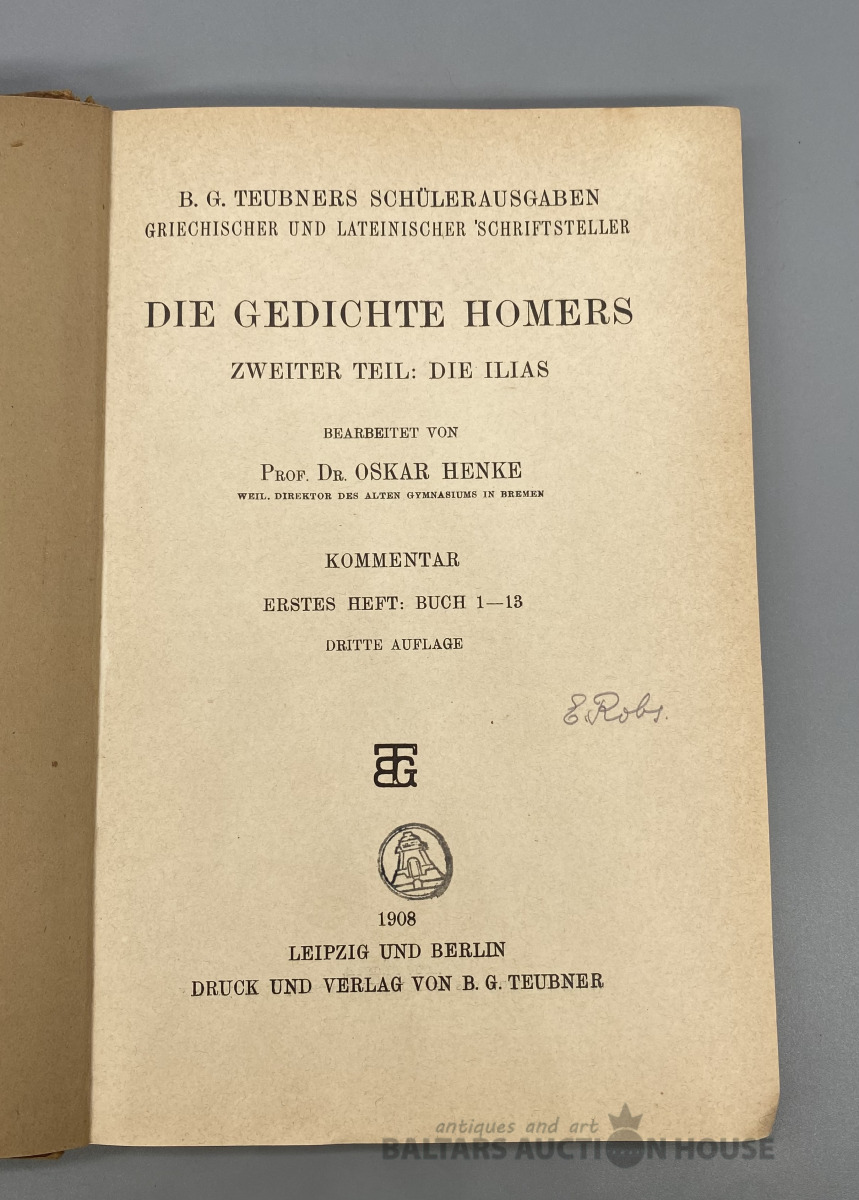 B. G. TEUBNERS SCHÜLERAUSGABEN
GRIECHISCHER UND LATEINISCHER 'SCHRIFTSTELLER
DIE GEDICHTE HOMERS
ZWEITER TEIL: DIE ILIAS
BEARBEITET VON
PROF. DR. OSKAR HENKE
WEIL. DIREKTOR DES ALTEN GYMNASIUMS IN BREMEN
KOMMENTAR
ERSTES HEFT: BUCH 1—13
DRITTE AUFLAGE
E. Robs.
BTG
1908
LEIPZIG UND BERLIN
DRUCK UND VERLAG VON B. G. TEUBNER
antiques and art
BALTARS AUCTION HOUSE